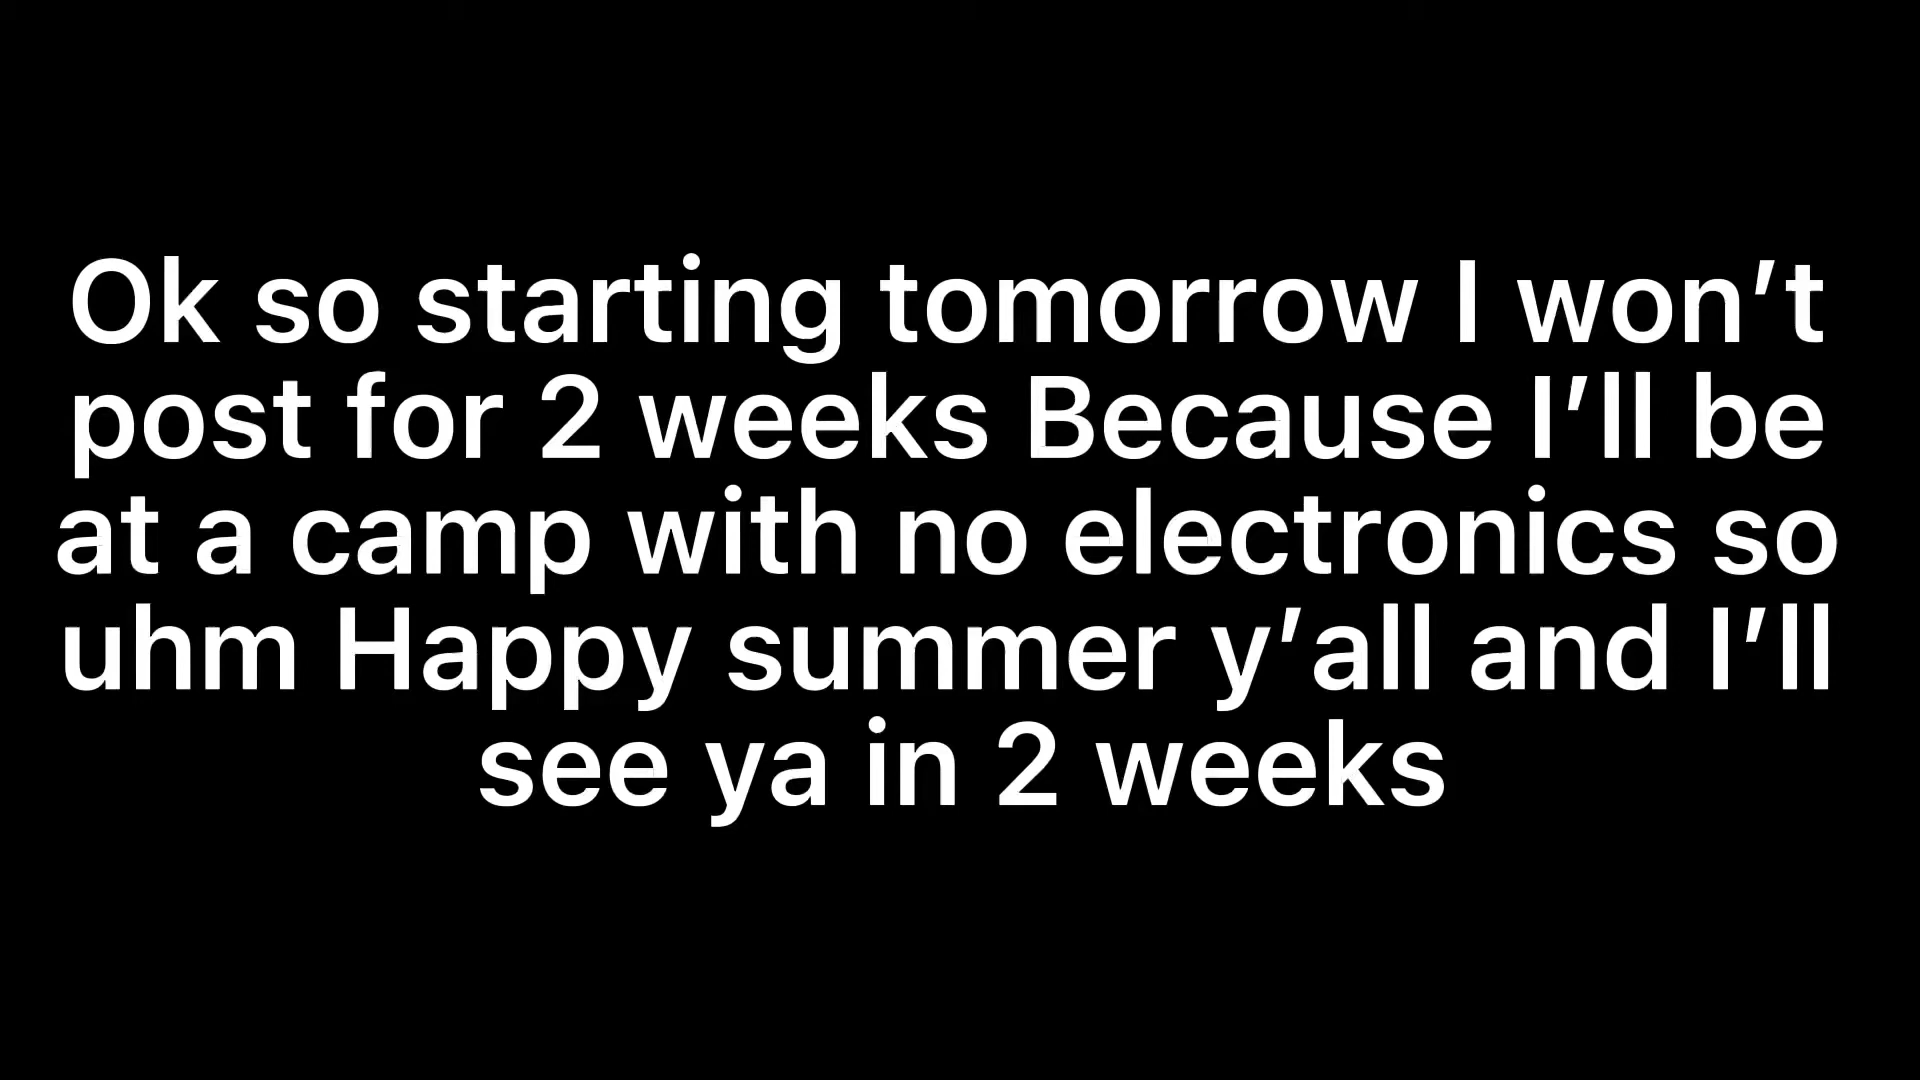 Ok so starting tomorrow I won’t
post for 2 weeks Because I’ll be
at a camp with no electronics so
uhm Happy summer y’all and I’ll
see ya in 2 weeks